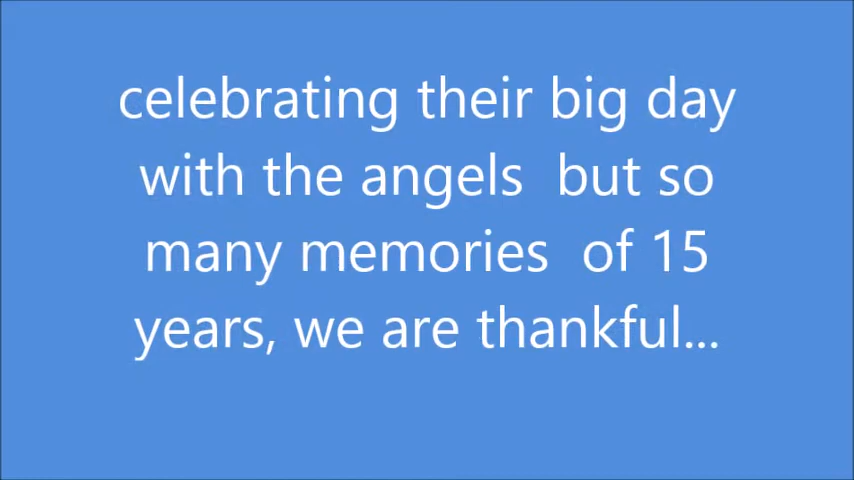 celebrating their big day
with the angels  but so
many memories  of 15
years, we are thankful...